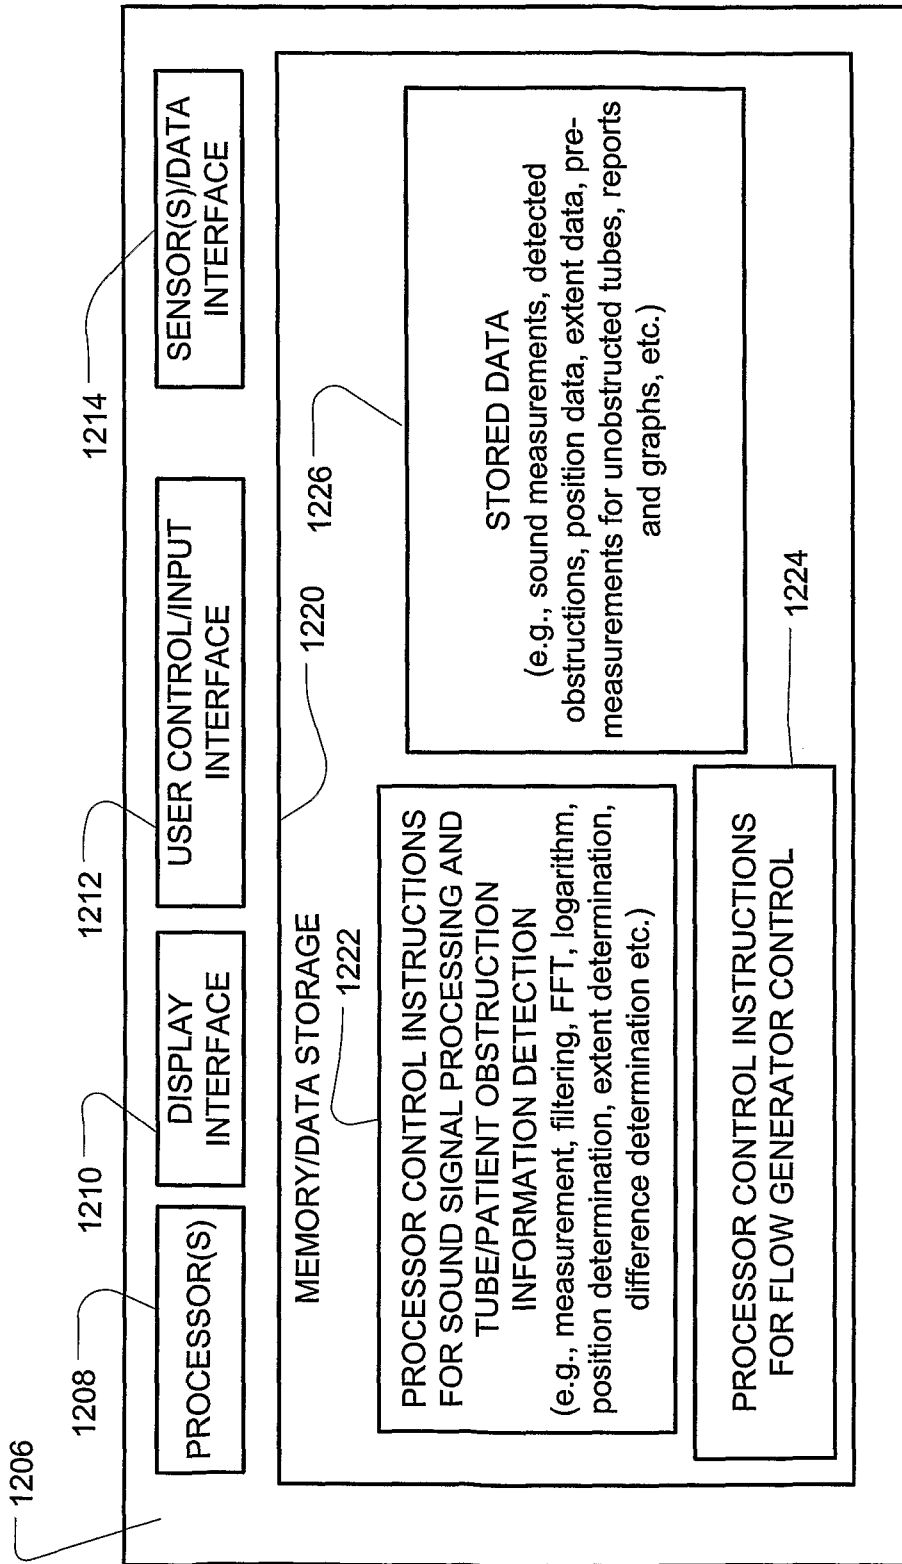 1206
1208
1210
1212
1214
PROCESSOR(S)
DISPLAY
INTERFACE
USER CONTROL/INPUT
INTERFACE
SENSOR(S)/DATA
INTERFACE
MEMORY/DATA STORAGE
1220
1222
PROCESSOR CONTROL INSTRUCTIONS
FOR SOUND SIGNAL PROCESSING AND
TUBE/PATIENT OBSTRUCTION
INFORMATION DETECTION
(e.g., measurement, filtering, FFT, logarithm,
position determination, extent determination,
difference determination etc.)
1226
STORED DATA
(e.g., sound measurements, detected
obstructions, position data, extent data, pre-
measurements for unobstructed tubes, reports
and graphs, etc.)
1224
PROCESSOR CONTROL INSTRUCTIONS
FOR FLOW GENERATOR CONTROL